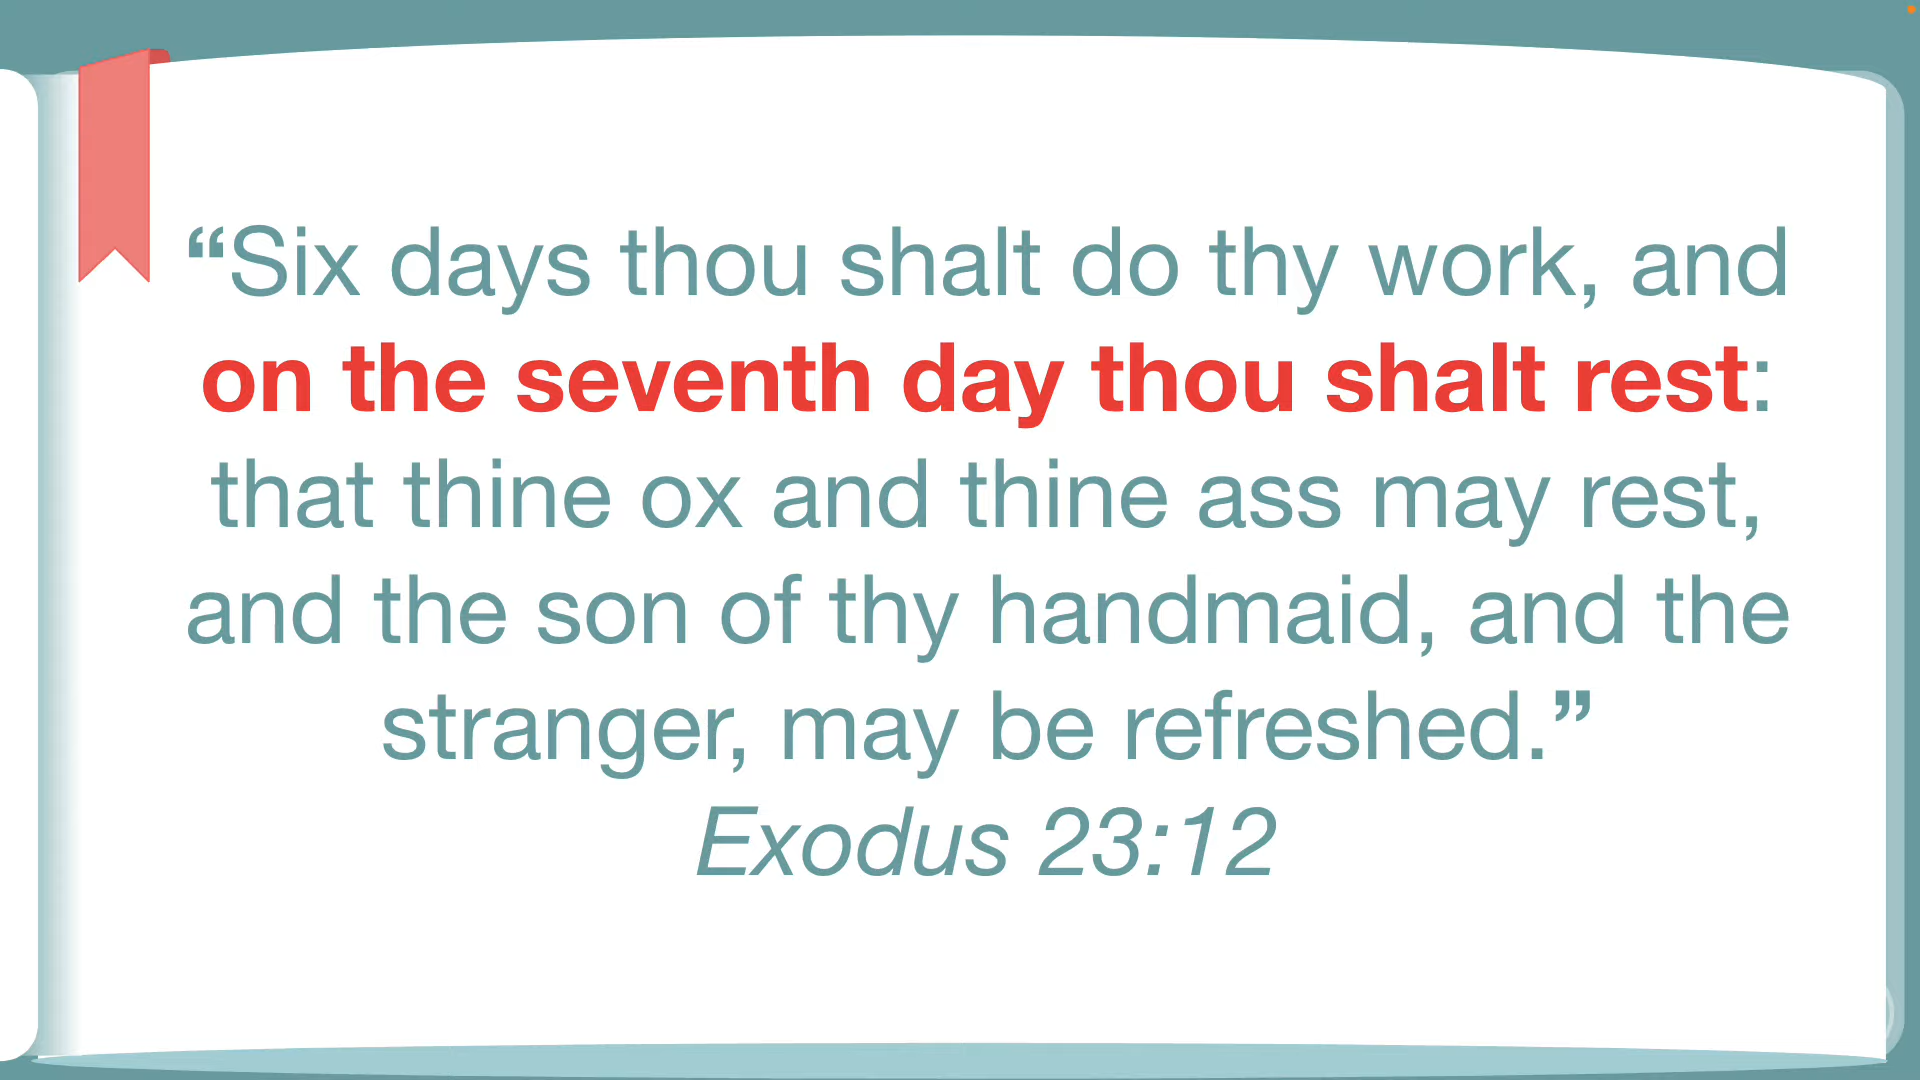 “Six days thou shalt do thy work, and
on the seventh day thou shalt rest:
that thine ox and thine ass may rest,
and the son of thy handmaid, and the
stranger, may be refreshed.”
Exodus 23:12